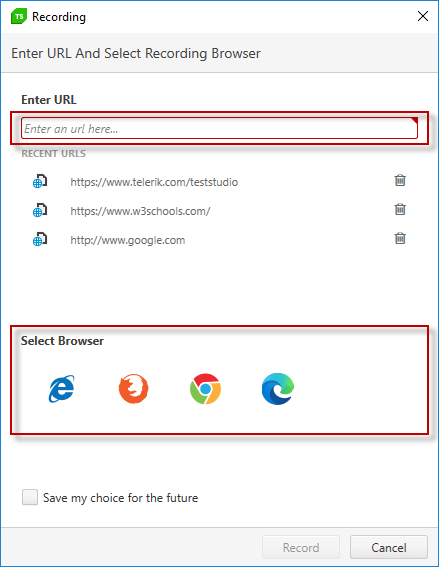 TS Recording
Enter URL And Select Recording Browser
Enter URL
Enter an url here...
RECENT URLS
https://www.telerik.com/teststudio
https://www.w3schools.com/
http://www.google.com
Select Browser
Save my choice for the future
Record Cancel